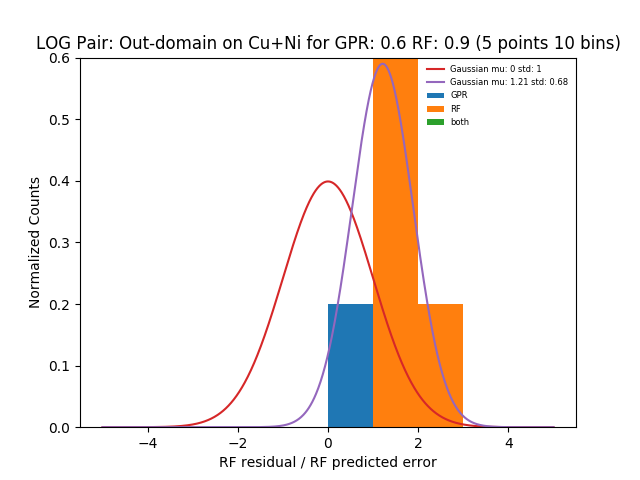 LOG Pair: Out-domain on Cu+Ni for GPR: 0.6 RF: 0.9 (5 points 10 bins)
Gaussian mu: 0 std: 1
Gaussian mu: 1.21 std: 0.68
GPR
RF
both
Normalized Counts
0.6
0.5
0.4
0.3
0.2
0.1
0.0
−4
−2
0
2
4
RF residual / RF predicted error